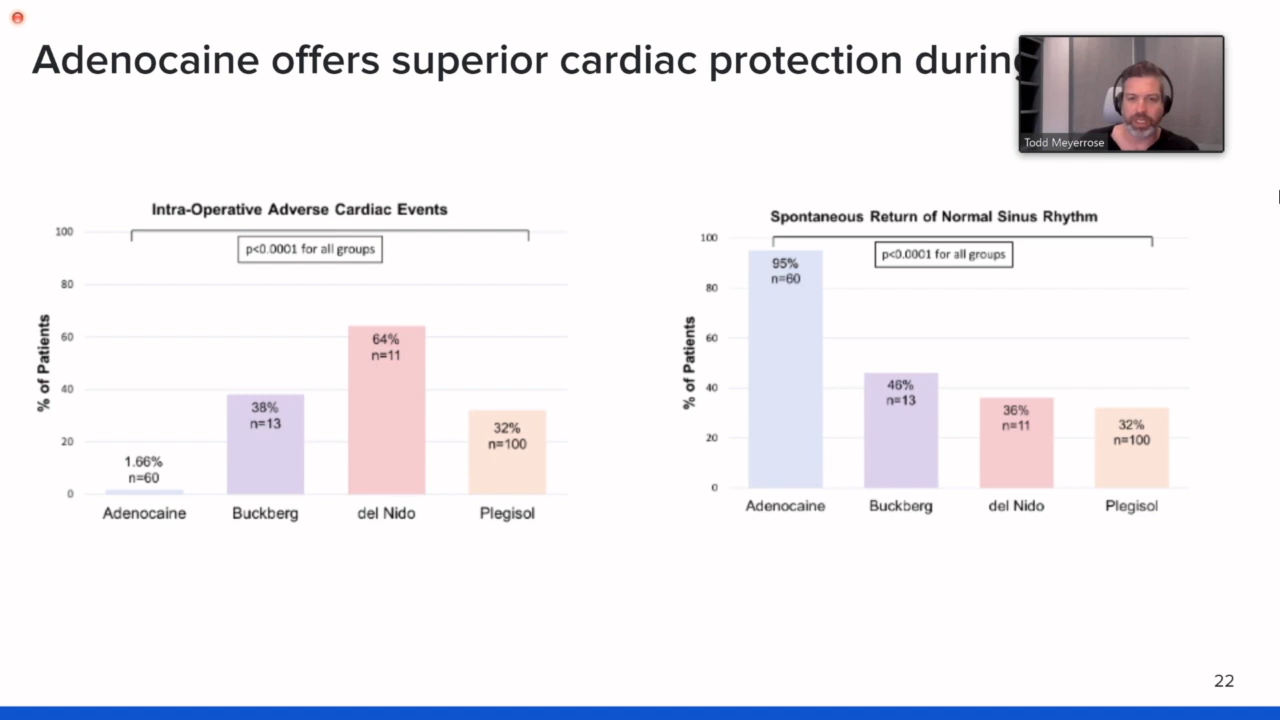 Adenocaine offers superior cardiac protection during
Todd Meyerrose
Intra-Operative Adverse Cardiac Events
p<0.0001 for all groups
% of Patients
100
80
60
40
20
0
1.66%
n=60
38%
n=13
64%
n=11
32%
n=100
Adenocaine
Buckberg
del Nido
Plegisol
Spontaneous Return of Normal Sinus Rhythm
p<0.0001 for all groups
% of Patients
100
80
60
40
20
0
95%
n=60
46%
n=13
36%
n=11
32%
n=100
Adenocaine
Buckberg
del Nido
Plegisol
22